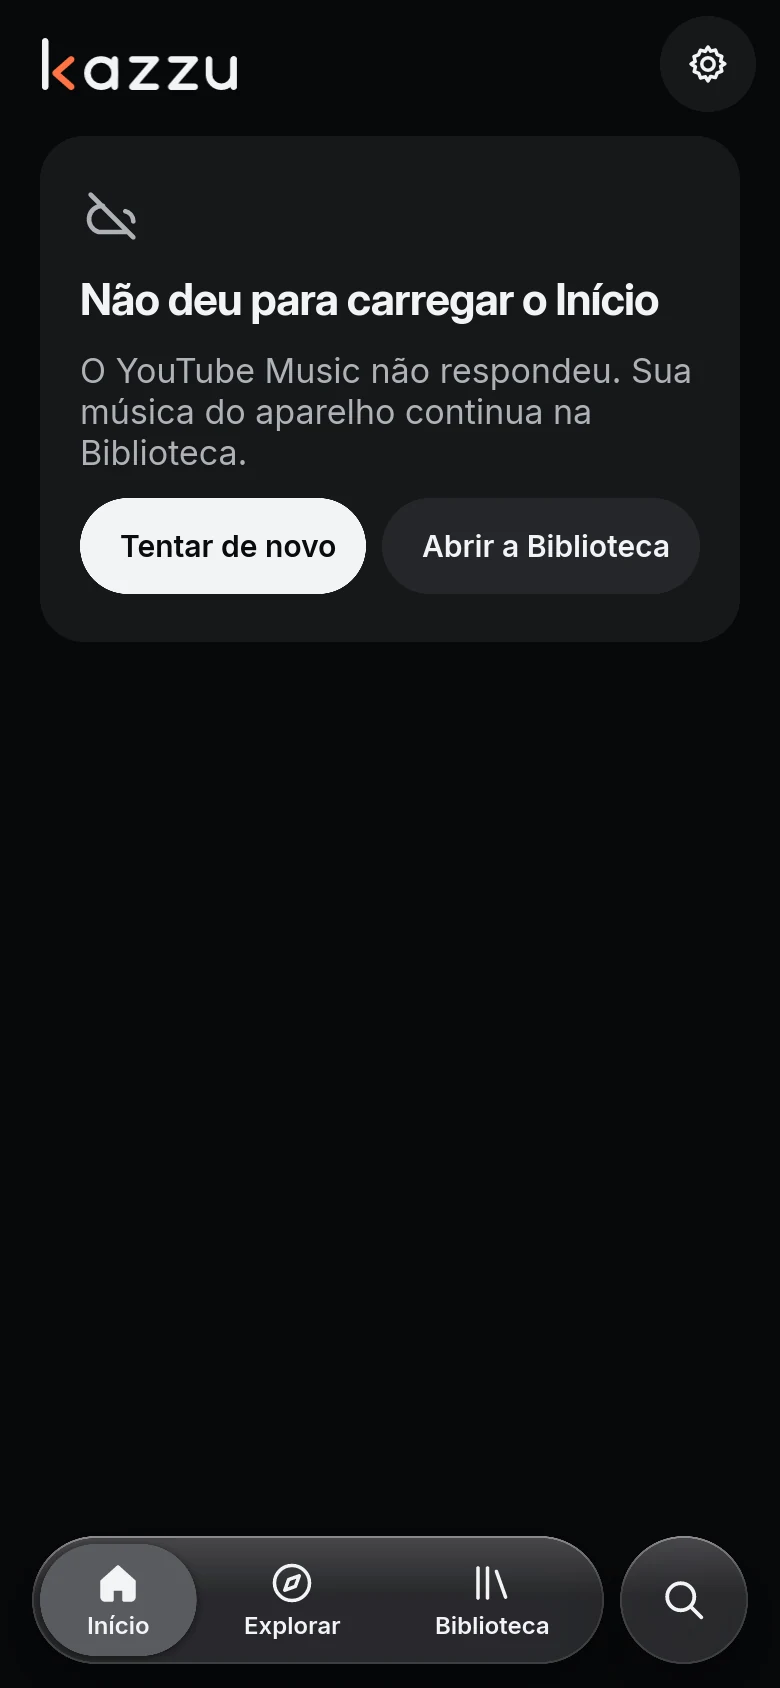 kazzu
Não deu para carregar o Início
O YouTube Music não respondeu. Sua
música do aparelho continua na
Biblioteca.
Tentar de novo
Abrir a Biblioteca
Início
Explorar
Biblioteca